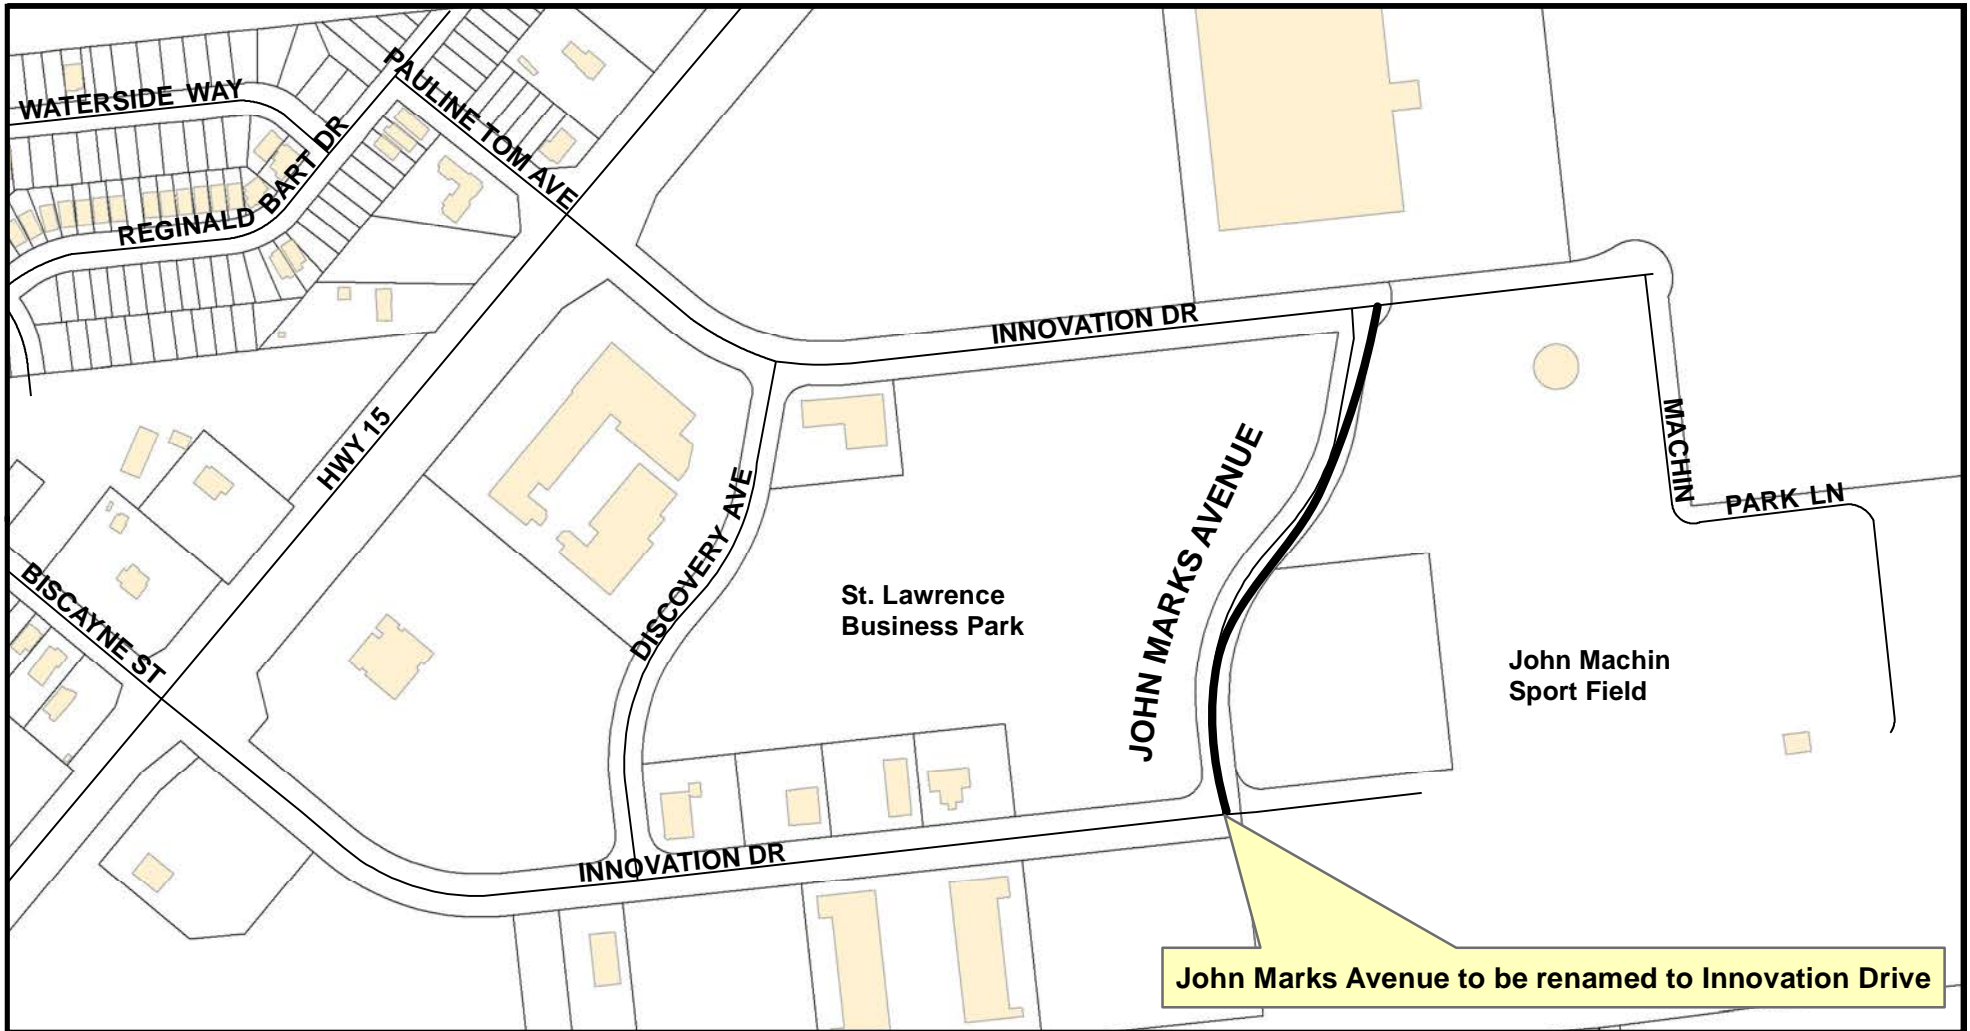 WATERSIDE WAY
PAULINE TOM AVE
REGINALD BART DR
INNOVATION DR
HWY 15
MACHIN PARK LN
DISCOVERY AVE
JOHN MARKS AVENUE
BISCAYNE ST
St. Lawrence
Business Park
John Machin
Sport Field
INNOVATION DR
John Marks Avenue to be renamed to Innovation Drive